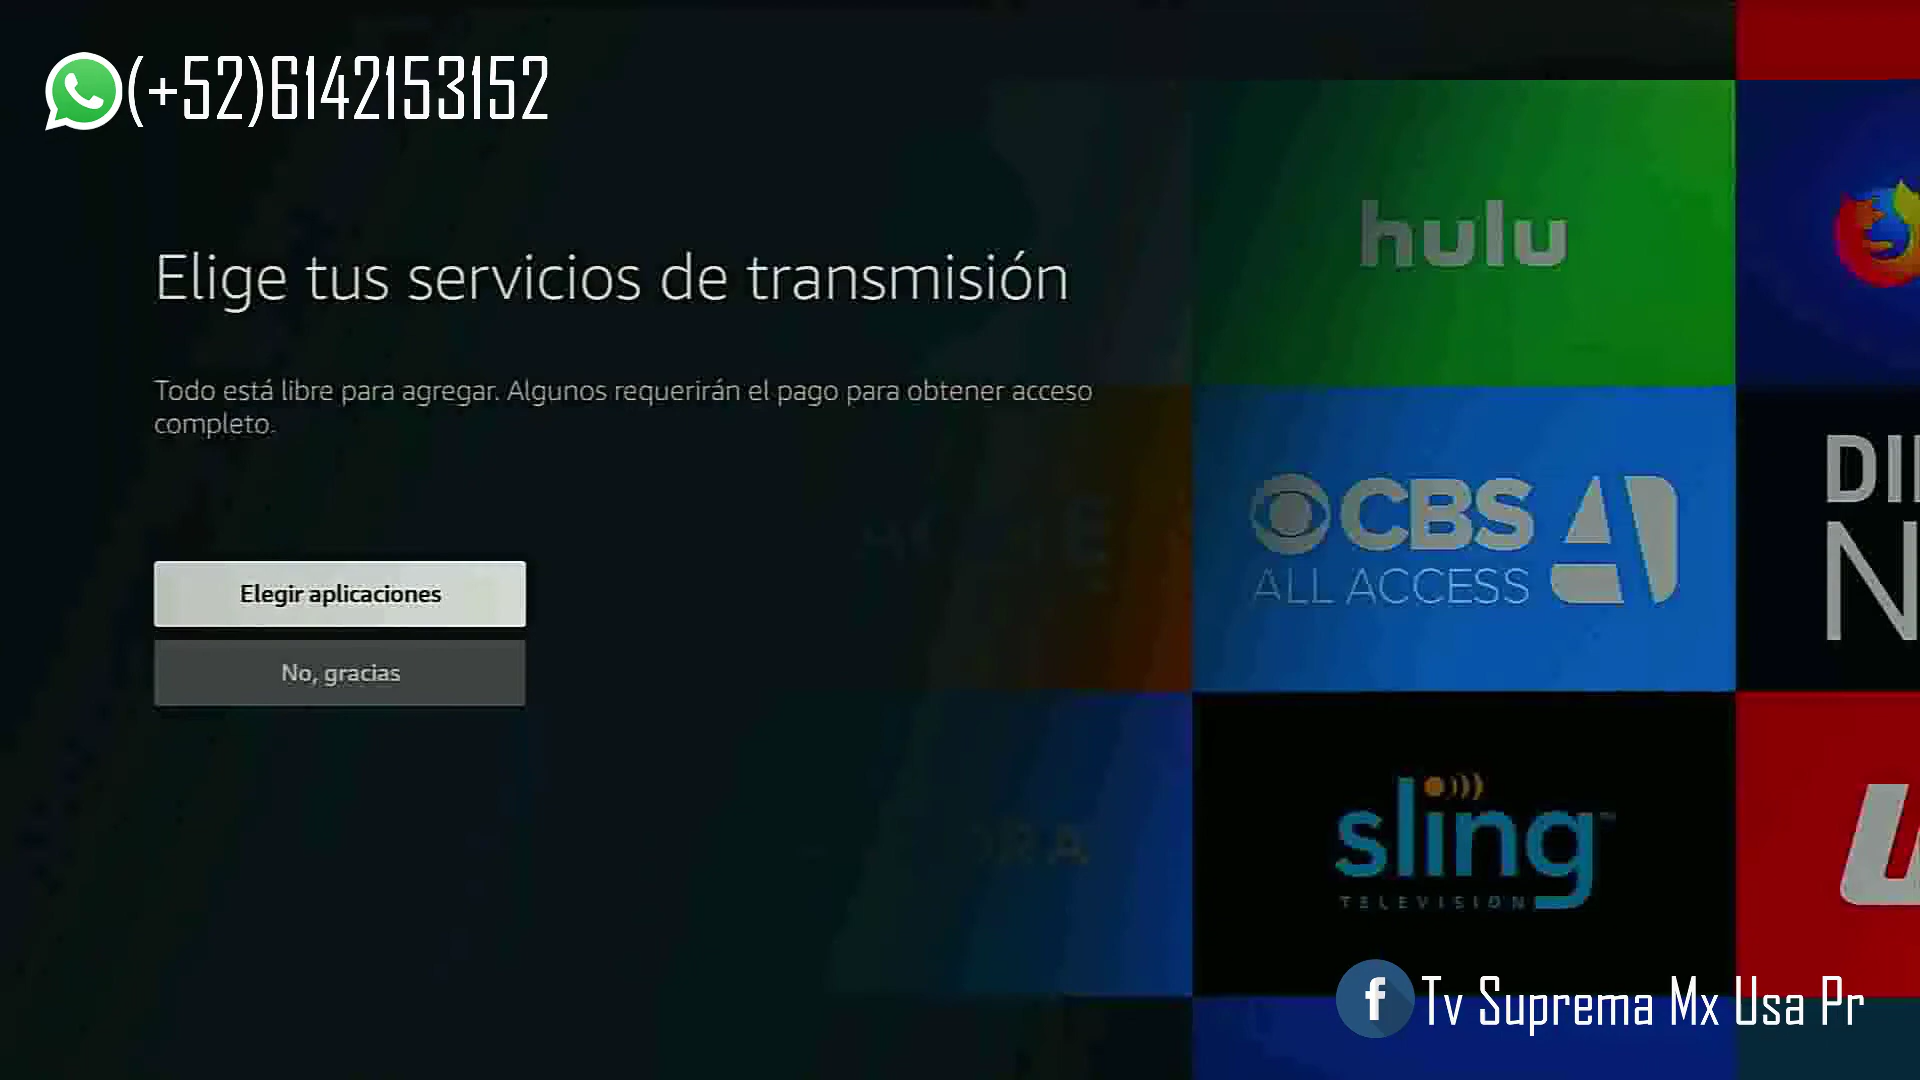 (+52)6142153152
Elige tus servicios de transmisión
Todo está libre para agregar. Algunos requerirán el pago para obtener acceso
completo.
Elegir aplicaciones
No, gracias
hulu
CBS
ALL ACCESS
sling
TELEVISION
Tv Suprema Mx Usa Pr